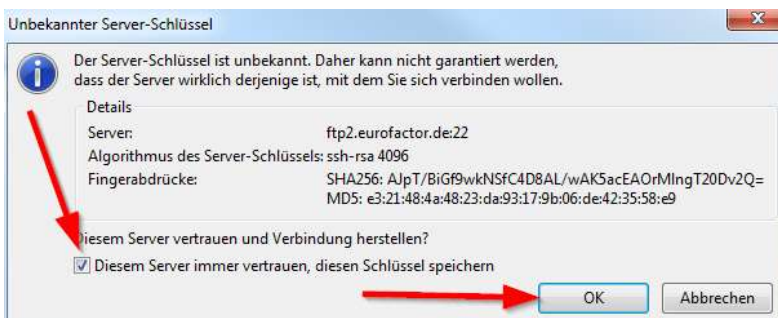 Unbekannter Server-Schlüssel
Der Server-Schlüssel ist unbekannt. Daher kann nicht garantiert werden,
dass der Server wirklich derjenige ist, mit dem Sie sich verbinden wollen.
Details
Server: ftp2.eurofactor.de:22
Algorithmus des Server-Schlüssels: ssh-rsa 4096
Fingerabdrücke: SHA256: AJpT/BiGf9wkNSfC4D8AL/wAK5acEAOrMIngT20Dv2Q=
MD5: e3:21:48:4a:48:23:da:93:17:9b:06:de:42:35:58:e9
Diesem Server vertrauen und Verbindung herstellen?
Diesem Server immer vertrauen, diesen Schlüssel speichern
OK Abbrechen